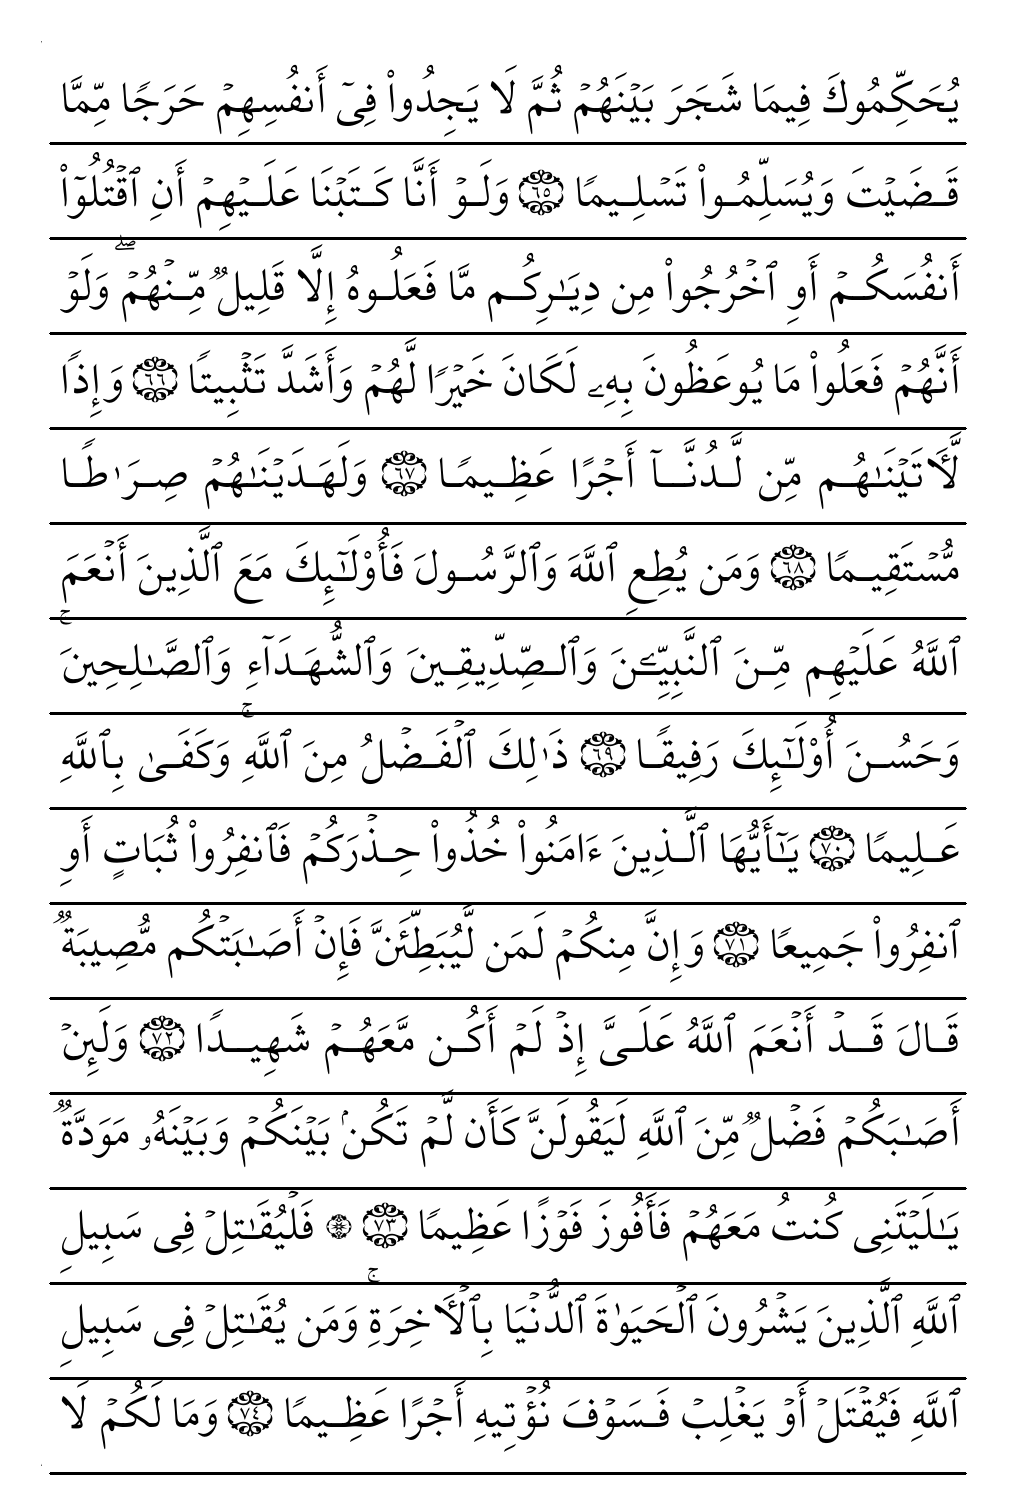 يُحَكِّمُوكَ فِيمَا شَجَرَ بَيۡنَهُمۡ ثُمَّ لَا يَجِدُواْ فِيٓ أَنفُسِهِمۡ حَرَجٗا مِّمَّا
قَضَيۡتَ وَيُسَلِّمُواْ تَسۡلِيمٗا ٦٥ وَلَوۡ أَنَّا كَتَبۡنَا عَلَيۡهِمۡ أَنِ ٱقۡتُلُوٓاْ
أَنفُسَكُمۡ أَوِ ٱخۡرُجُواْ مِن دِيَٰرِكُم مَّا فَعَلُوهُ إِلَّا قَلِيلٞ مِّنۡهُمۡۖ وَلَوۡ
أَنَّهُمۡ فَعَلُواْ مَا يُوعَظُونَ بِهِۦ لَكَانَ خَيۡرٗا لَّهُمۡ وَأَشَدَّ تَثۡبِيتٗا ٦٦ وَإِذٗا
لَّأٓتَيۡنَٰهُم مِّن لَّدُنَّآ أَجۡرًا عَظِيمٗا ٦٧ وَلَهَدَيۡنَٰهُمۡ صِرَٰطٗا
مُّسۡتَقِيمٗا ٦٨ وَمَن يُطِعِ ٱللَّهَ وَٱلرَّسُولَ فَأُوْلَٰٓئِكَ مَعَ ٱلَّذِينَ أَنۡعَمَ
ٱللَّهُ عَلَيۡهِم مِّنَ ٱلنَّبِيِّـۧنَ وَٱلصِّدِّيقِينَ وَٱلشُّهَدَآءِ وَٱلصَّٰلِحِينَۚ
وَحَسُنَ أُوْلَٰٓئِكَ رَفِيقٗا ٦٩ ذَٰلِكَ ٱلۡفَضۡلُ مِنَ ٱللَّهِۚ وَكَفَىٰ بِٱللَّهِ
عَلِيمٗا ٧٠ يَٰٓأَيُّهَا ٱلَّذِينَ ءَامَنُواْ خُذُواْ حِذۡرَكُمۡ فَٱنفِرُواْ ثُبَاتٍ أَوِ
ٱنفِرُواْ جَمِيعٗا ٧١ وَإِنَّ مِنكُمۡ لَمَن لَّيُبَطِّئَنَّ فَإِنۡ أَصَٰبَتۡكُم مُّصِيبَةٞ
قَالَ قَدۡ أَنۡعَمَ ٱللَّهُ عَلَيَّ إِذۡ لَمۡ أَكُن مَّعَهُمۡ شَهِيدٗا ٧٢ وَلَئِنۡ
أَصَٰبَكُمۡ فَضۡلٞ مِّنَ ٱللَّهِ لَيَقُولَنَّ كَأَن لَّمۡ تَكُنۢ بَيۡنَكُمۡ وَبَيۡنَهُۥ مَوَدَّةٞ
يَٰلَيۡتَنِي كُنتُ مَعَهُمۡ فَأَفُوزَ فَوۡزًا عَظِيمٗا ٧٣ ۞ فَلۡيُقَٰتِلۡ فِي سَبِيلِ
ٱللَّهِ ٱلَّذِينَ يَشۡرُونَ ٱلۡحَيَوٰةَ ٱلدُّنۡيَا بِٱلۡأٓخِرَةِۚ وَمَن يُقَٰتِلۡ فِي سَبِيلِ
ٱللَّهِ فَيُقۡتَلۡ أَوۡ يَغۡلِبۡ فَسَوۡفَ نُؤۡتِيهِ أَجۡرًا عَظِيمٗا ٧٤ وَمَا لَكُمۡ لَا